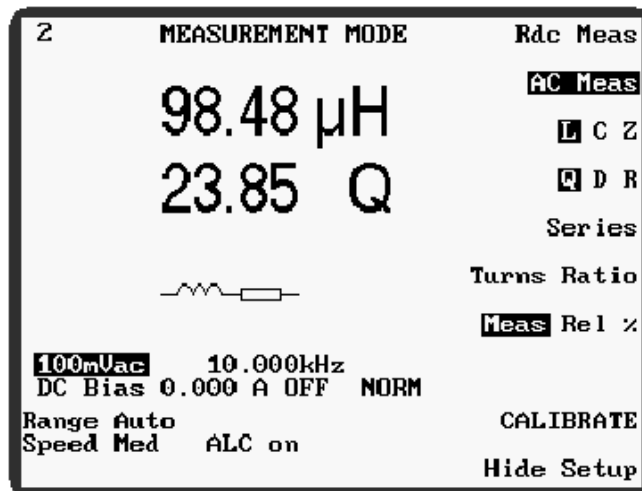 2 MEASUREMENT MODE Rdc Meas
AC Meas
98.48 µH
L C Z
23.85 Q
Q D R
Series
Turns Ratio
Meas Rel %
100mVac 10.000kHz
DC Bias 0.000 A OFF NORM
Range Auto CALIBRATE
Speed Med ALC on
Hide Setup